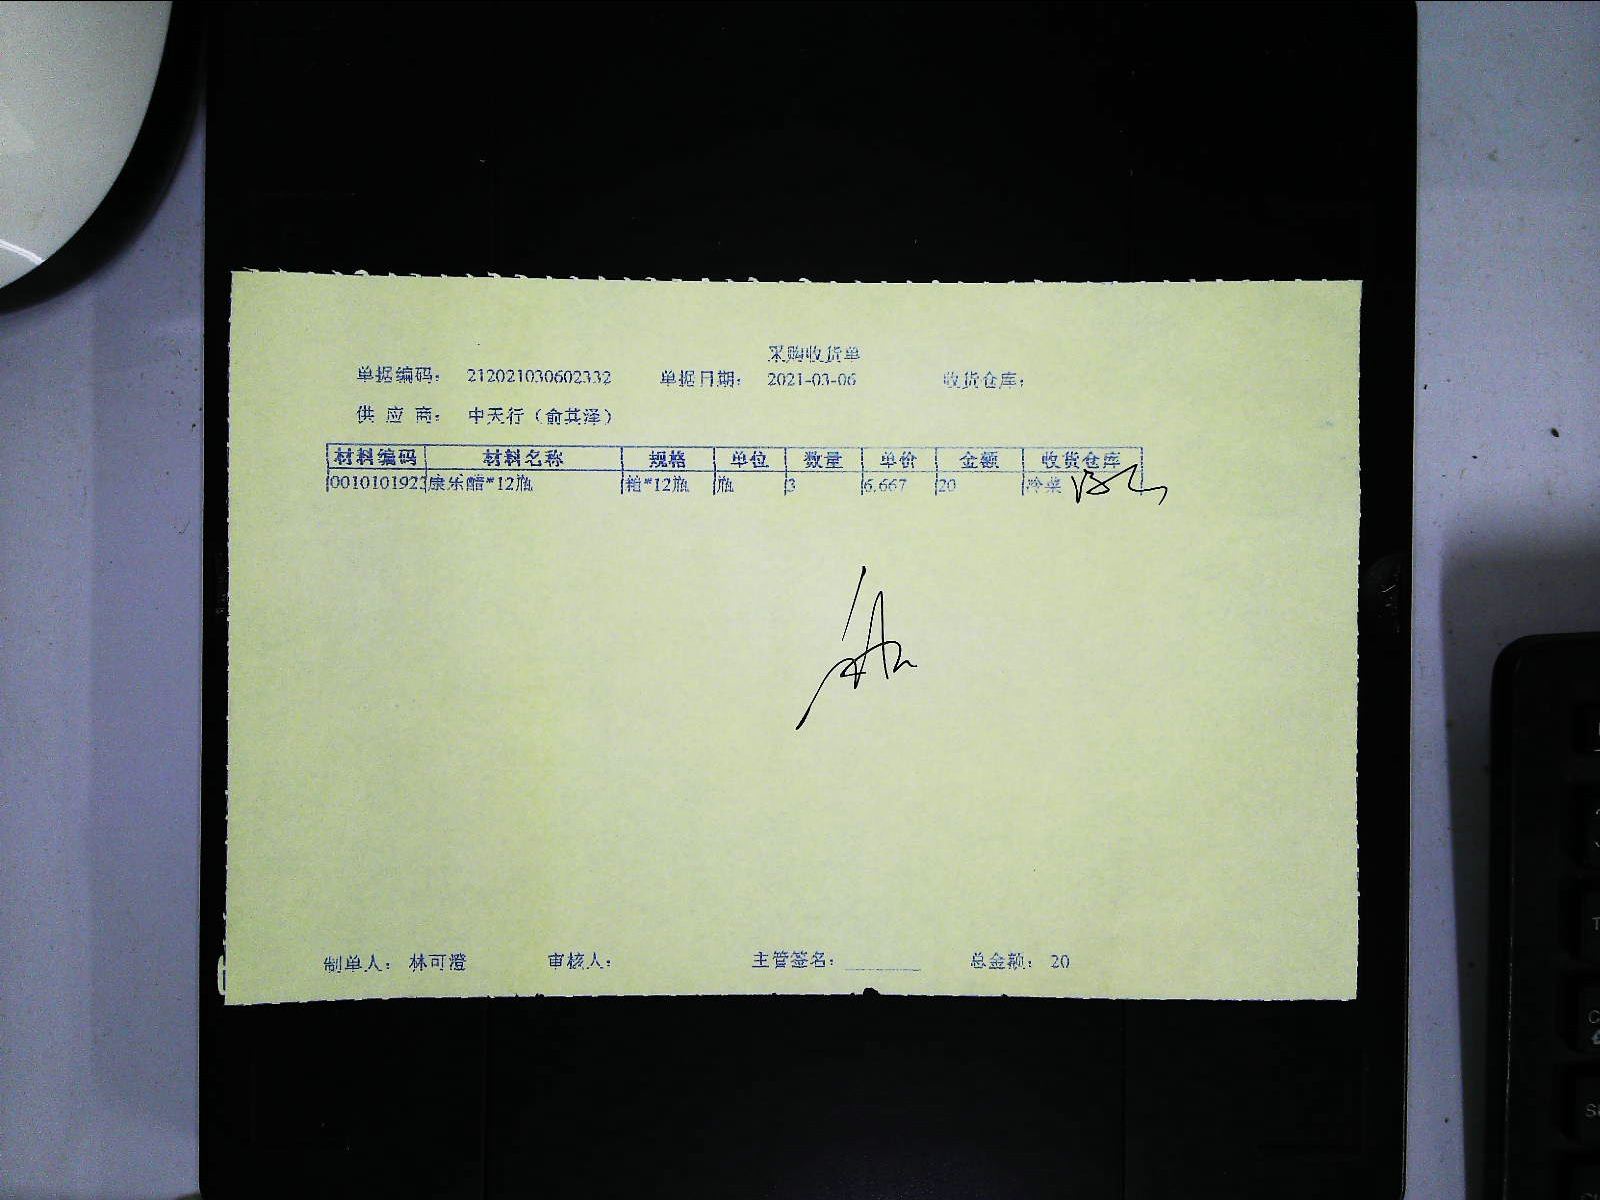 采购收货单
单据编码： 212021030602332 单据日期： 2021-03-06 收货仓库：
供 应 商： 中天行（俞其泽）
材料编码 材料名称 规格 单位 数量 单价 金额 收货仓库
0010101923 康乐醋*12瓶 箱*12瓶 瓶 3 6.667 20 冷菜
制单人： 林可澄 审核人： 主管签名： 总金额： 20